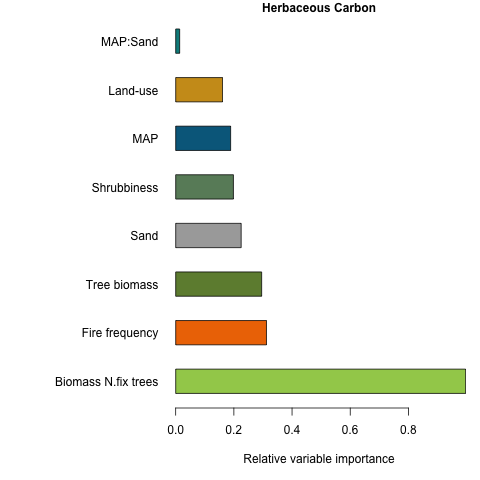 Herbaceous Carbon
MAP:Sand
Land-use
MAP
Shrubbiness
Sand
Tree biomass
Fire frequency
Biomass N.fix trees
0.0 0.2 0.4 0.6 0.8
Relative variable importance